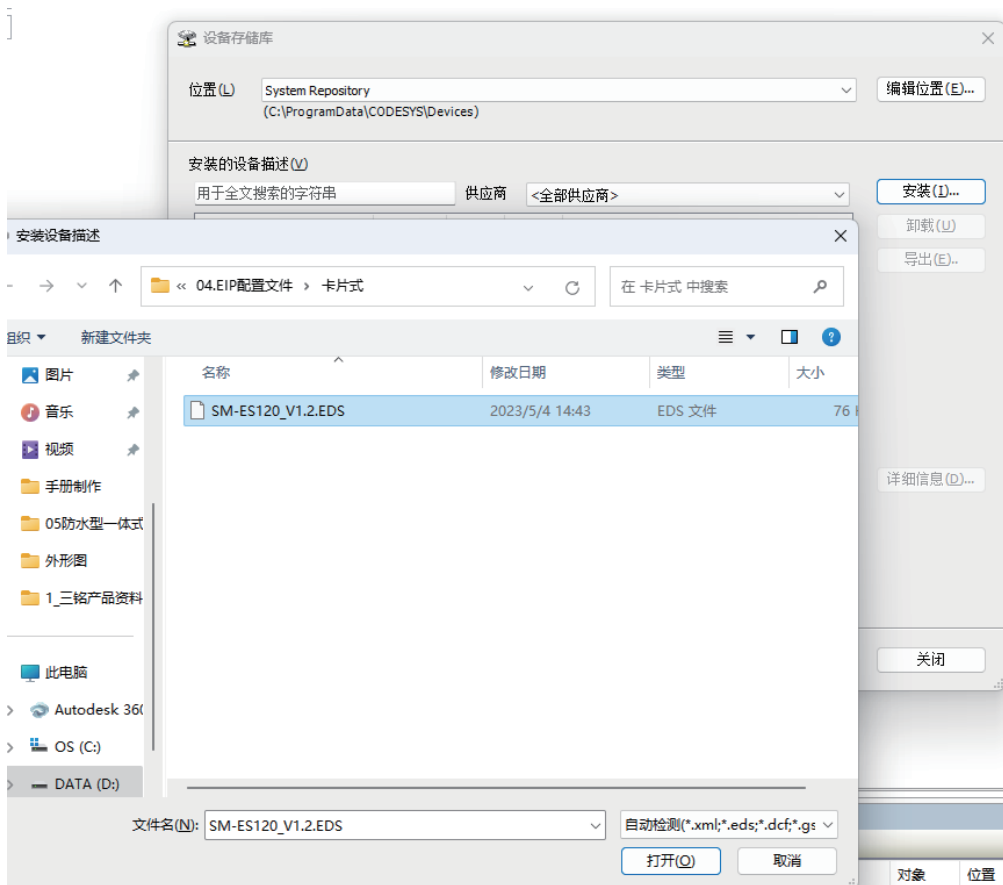 设备存储库
位置(L) System Repository 编辑位置(E)...
(C:\ProgramData\CODESYS\Devices)
安装的设备描述(V)
用于全文搜索的字符串 供应商 <全部供应商> 安装(I)...
卸载(U)
安装设备描述
导出(E)..
« 04.EIP配置文件 › 卡片式 在 卡片式 中搜索
组织 新建文件夹
名称 修改日期 类型 大小
图片
SM-ES120_V1.2.EDS 2023/5/4 14:43 EDS 文件 76
音乐
视频
手册制作
详细信息(D)...
05防水型一体式
外形图
1_三铭产品资料
关闭
此电脑
Autodesk 360
OS (C:)
DATA (D:)
文件名(N): SM-ES120_V1.2.EDS 自动检测(*.xml;*.eds;*.dcf;*.gs
打开(O) 取消
对象 位置